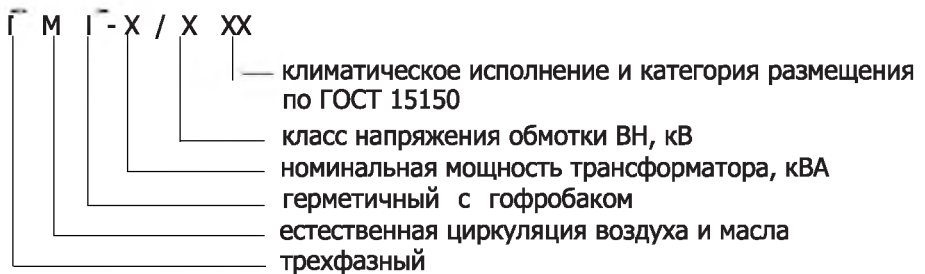 М -Х / Х ХХ
климатическое исполнение и категория размещения
по ГОСТ 15150
класс напряжения обмотки ВН, кВ
номинальная мощность трансформатора, кВА
герметичный с гофробаком
естественная циркуляция воздуха и масла
трехфазный